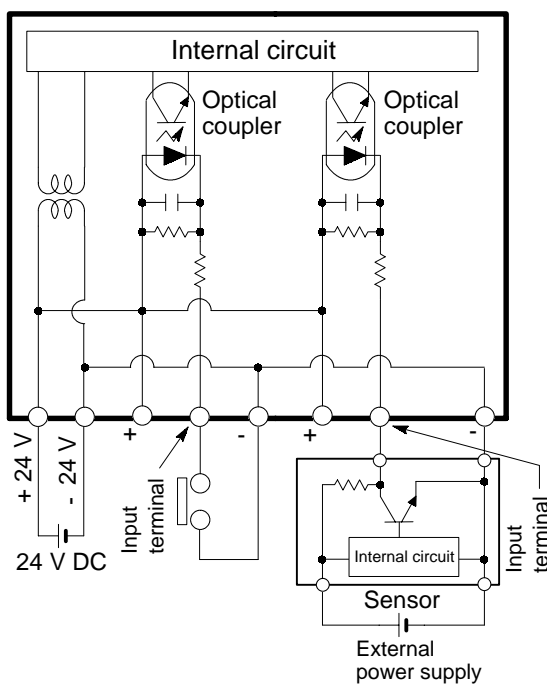 Internal circuit
Optical
coupler
Optical
coupler
+ 24 V
- 24 V
+
Input
terminal
-
+
-
Input
terminal
24 V DC
Internal circuit
Sensor
External
power supply